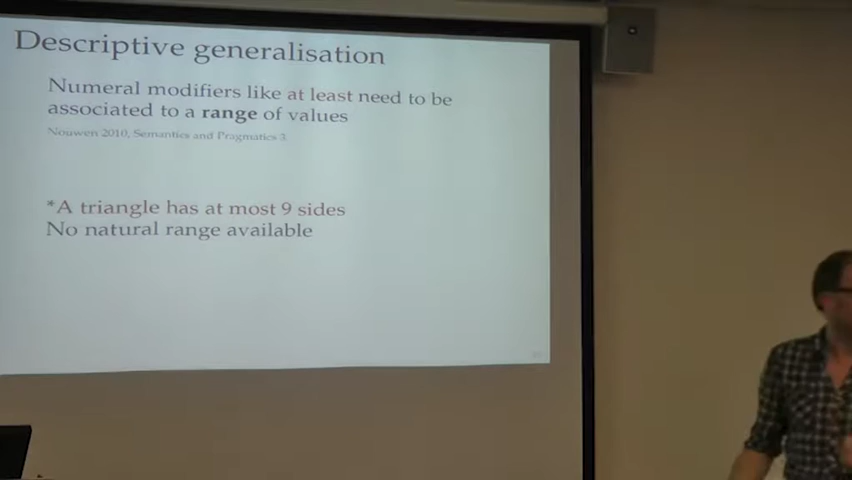 Descriptive generalisation
Numeral modifiers like at least need to be
associated to a range of values
Nouwen 2010, Semantics and Pragmatics 3
*A triangle has at most 9 sides
No natural range available